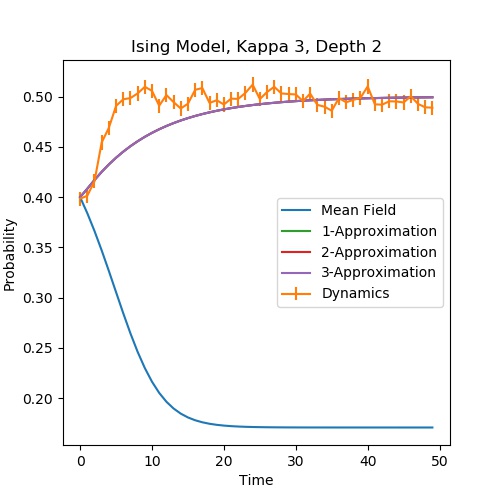 Ising Model, Kappa 3, Depth 2
Probability
0.50
0.45
0.40
0.35
0.30
0.25
0.20
Mean Field
1-Approximation
2-Approximation
3-Approximation
Dynamics
0 10 20 30 40 50
Time